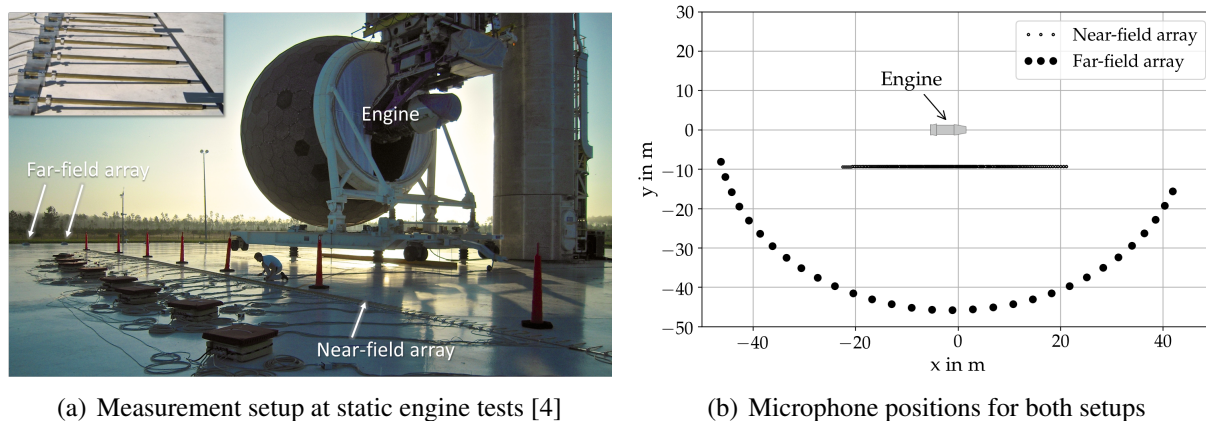 Far-field array
Engine
Near-field array
(a) Measurement setup at static engine tests [4]
30
20
10
0
−10
−20
−30
−40
−50
y in m
−40
−20
0
20
40
x in m
Engine
Near-field array
Far-field array
(b) Microphone positions for both setups